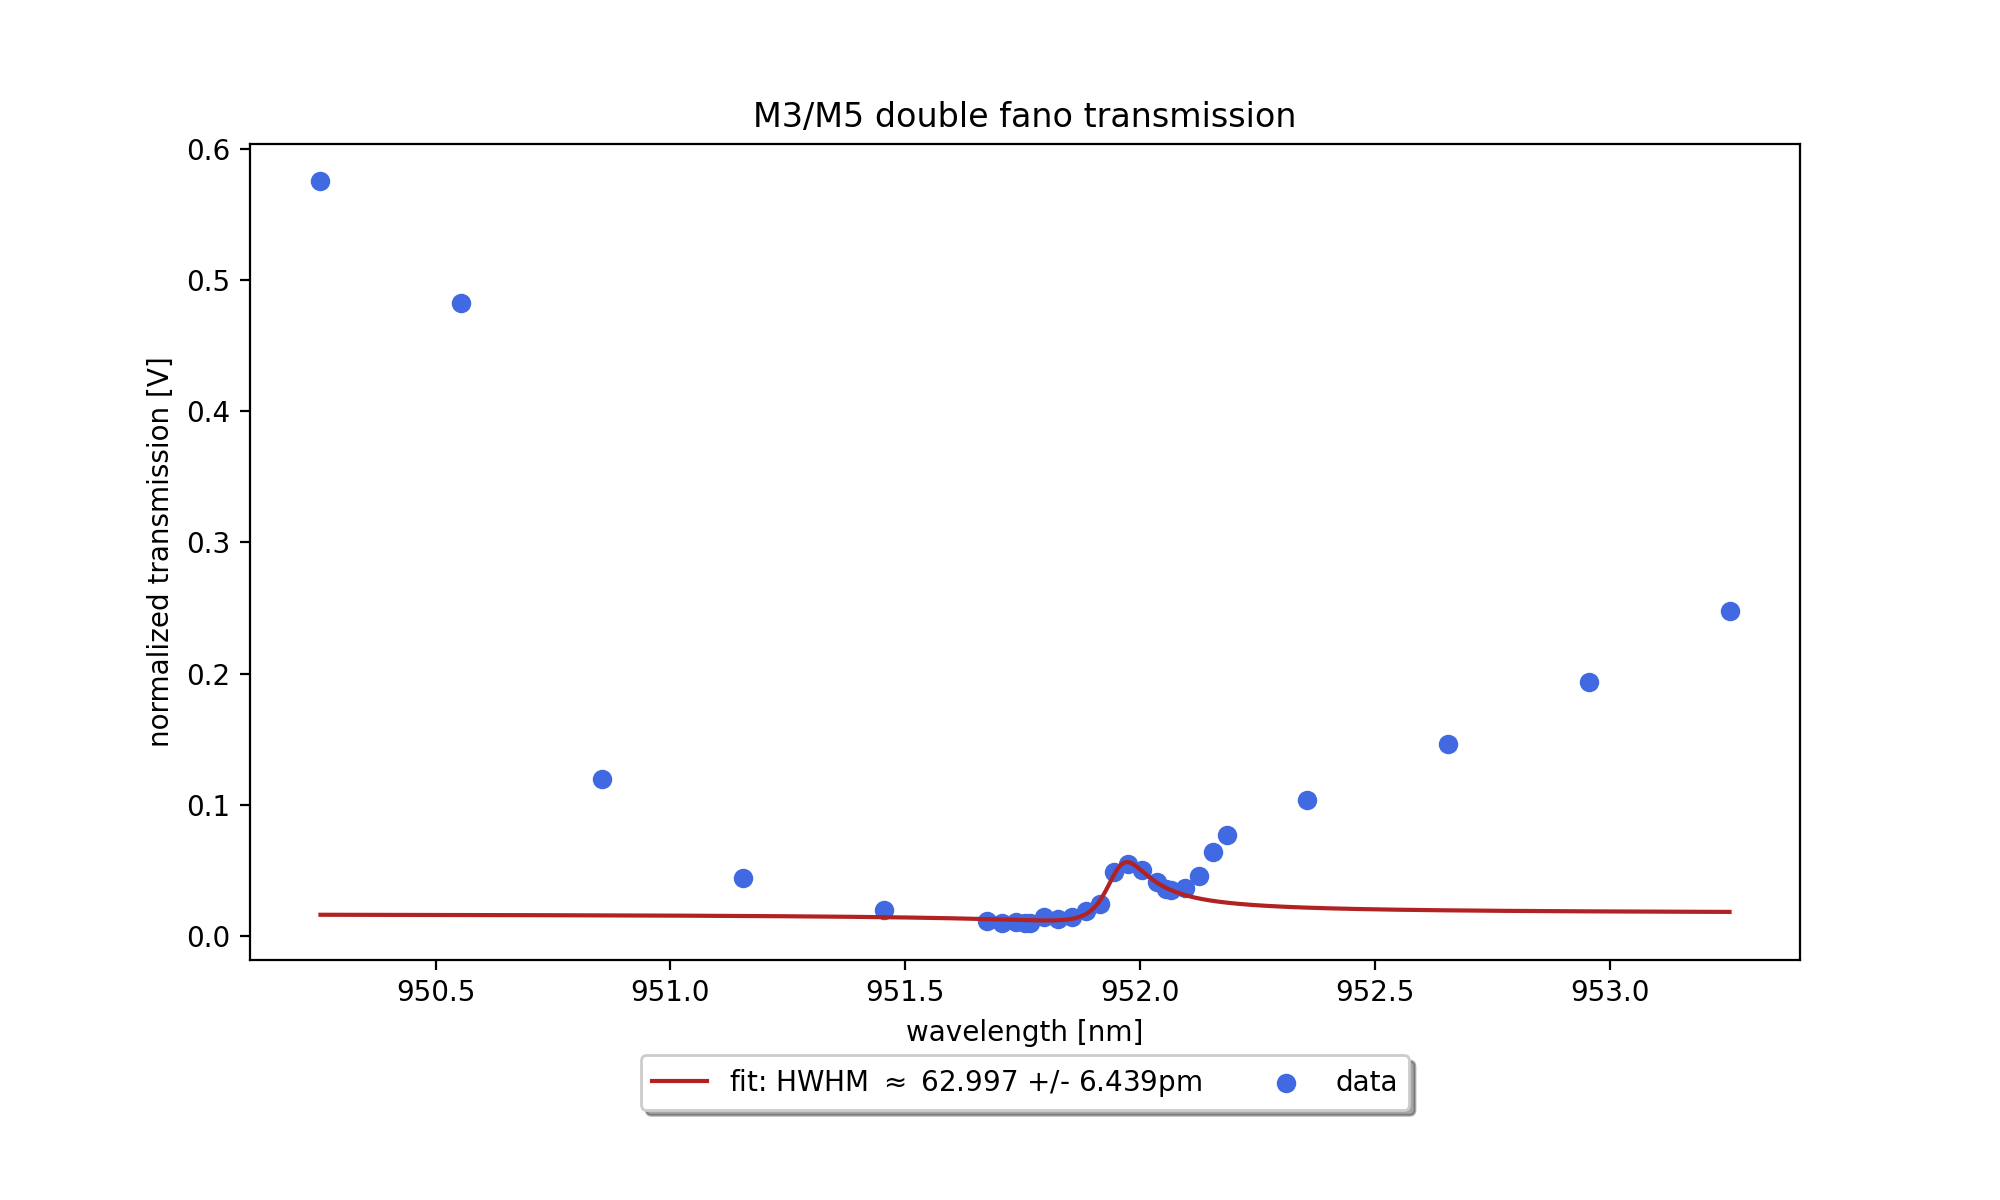 M3/M5 double fano transmission
normalized transmission [V]
0.6
0.5
0.4
0.3
0.2
0.1
0.0
950.5 951.0 951.5 952.0 952.5 953.0
wavelength [nm]
fit: HWHM ≈ 62.997 +/- 6.439pm data